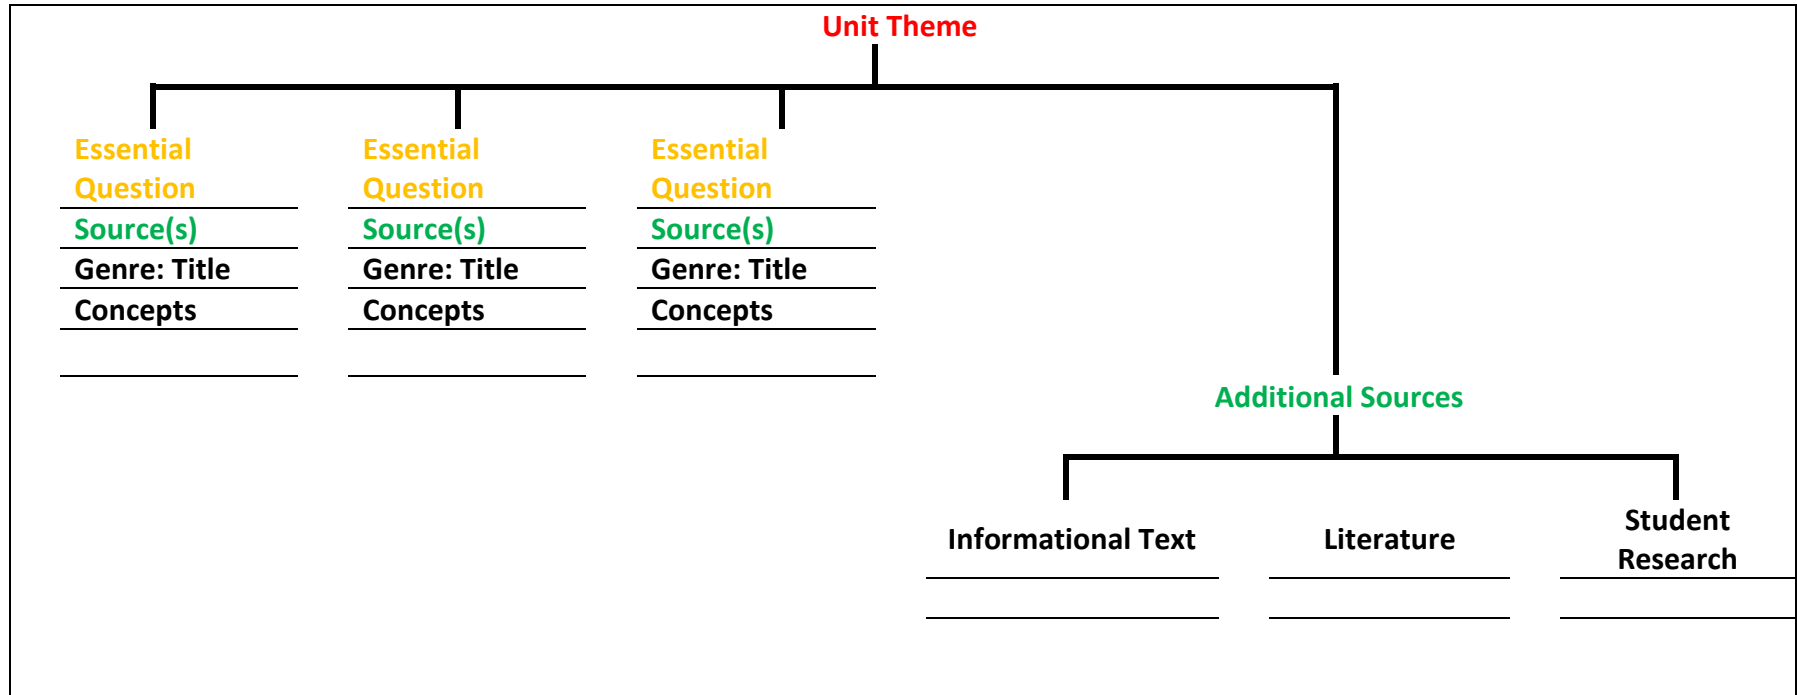 Unit Theme
Essential
Question
Source(s)
Genre: Title
Concepts
Essential
Question
Source(s)
Genre: Title
Concepts
Essential
Question
Source(s)
Genre: Title
Concepts
Additional Sources
Informational Text
Literature
Student
Research